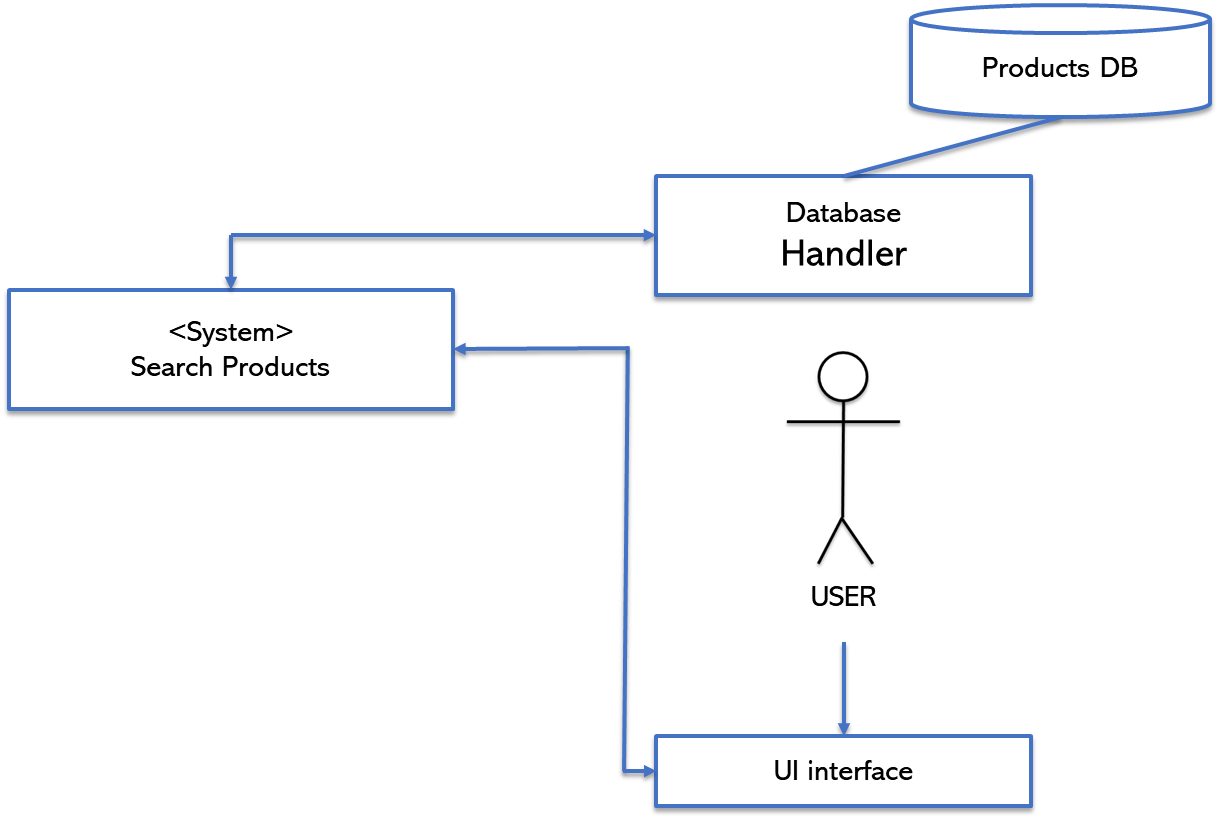 Products DB
Database
Handler
<System>
Search Products
USER
UI interface